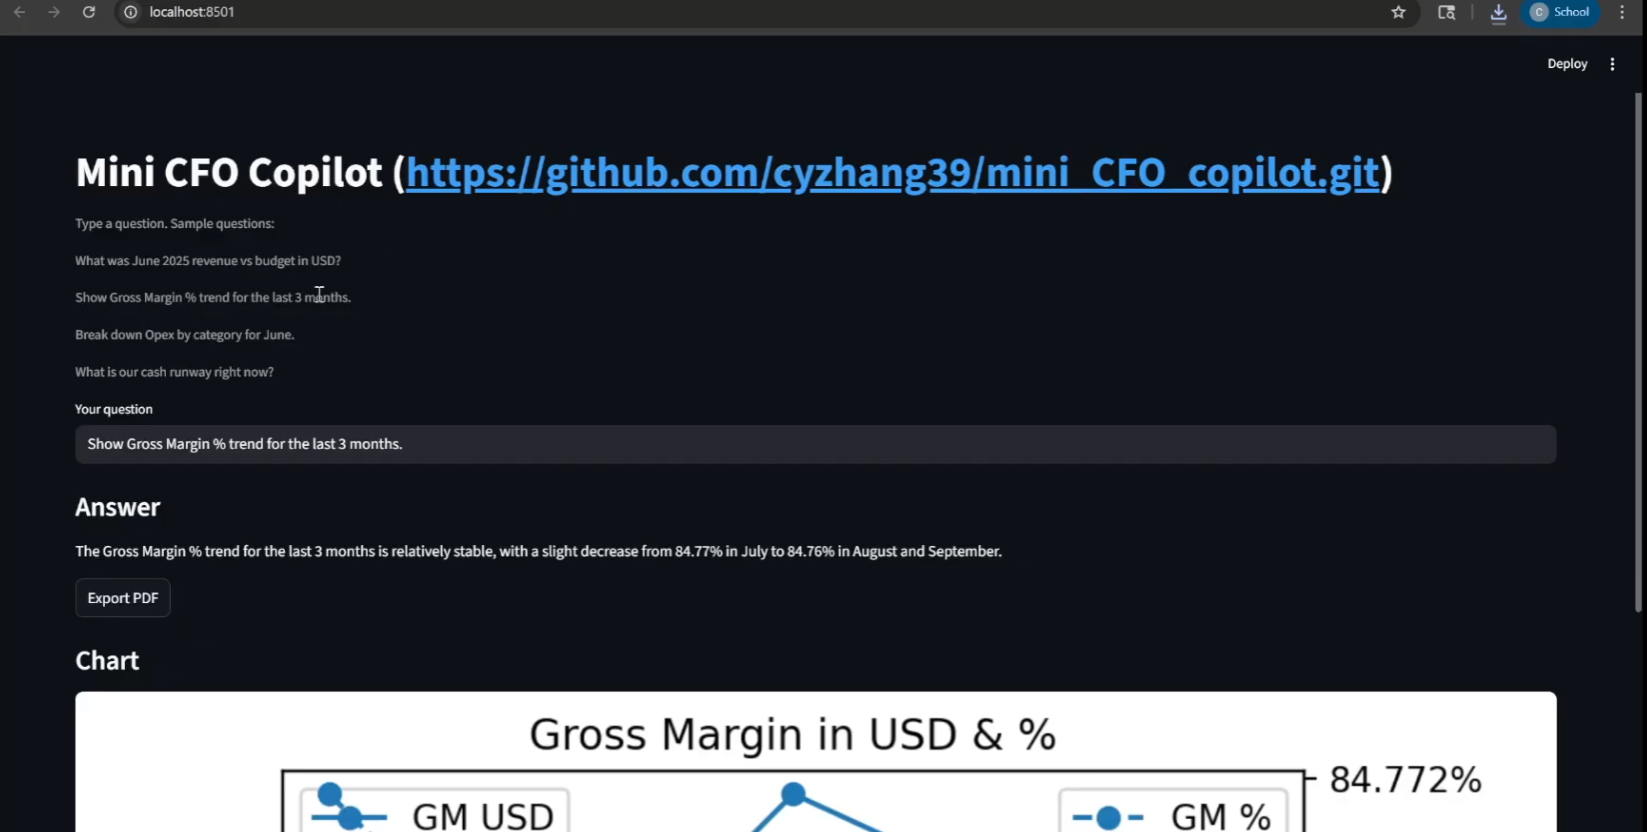 localhost:8501
C School
Deploy
Mini CFO Copilot (https://github.com/cyzhang39/mini_CFO_copilot.git)
Type a question. Sample questions:
What was June 2025 revenue vs budget in USD?
Show Gross Margin % trend for the last 3 months.
Break down Opex by category for June.
What is our cash runway right now?
Your question
Show Gross Margin % trend for the last 3 months.
Answer
The Gross Margin % trend for the last 3 months is relatively stable, with a slight decrease from 84.77% in July to 84.76% in August and September.
Export PDF
Chart
Gross Margin in USD & %
84.772%
GM USD
GM %